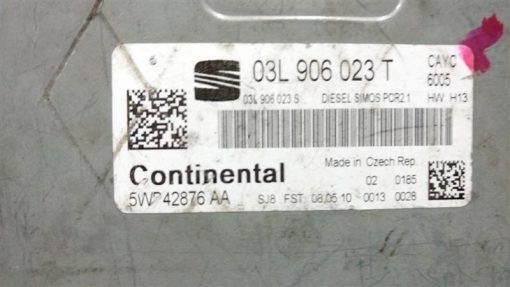 03L 906 023 T CAYC
6005
03L 906 023 S DIESEL SIMOS PCR2.1 HW: H13
Continental Made in Czech Rep.
02 0185
5WP42876 AA SJ8 FST 08.05.10 0013 0028